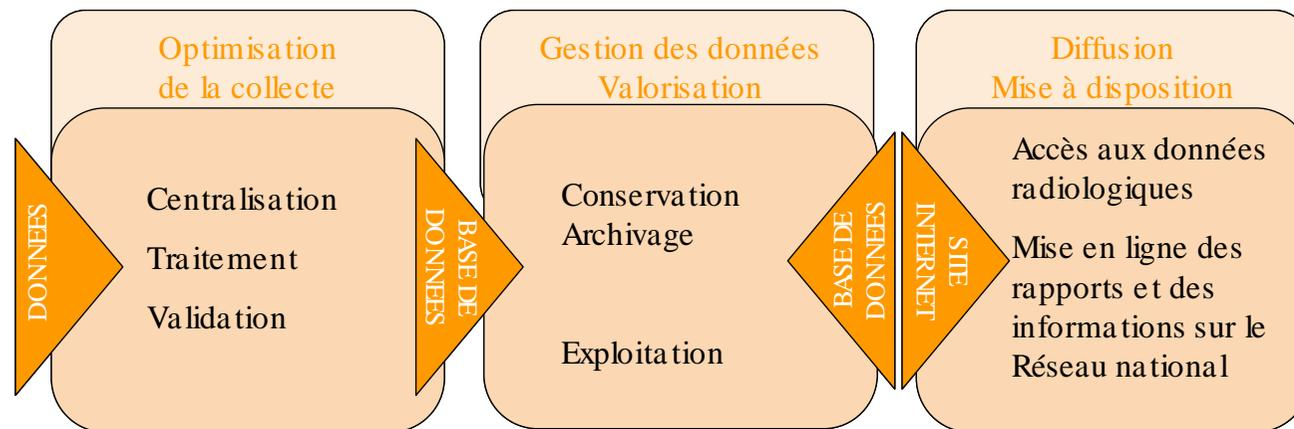 Optimisation
de la collecte
DONNEES
Centralisation
Traitement
Validation
BASE DE
DONNEES
Gestion des données
Valorisation
Conservation
Archivage
Exploitation
BASE DE
DONNEES
SITE
INTERNET
Diffusion
Mise à disposition
Accès aux données
radiologiques
Mise en ligne des
rapports et des
informations sur le
Réseau national